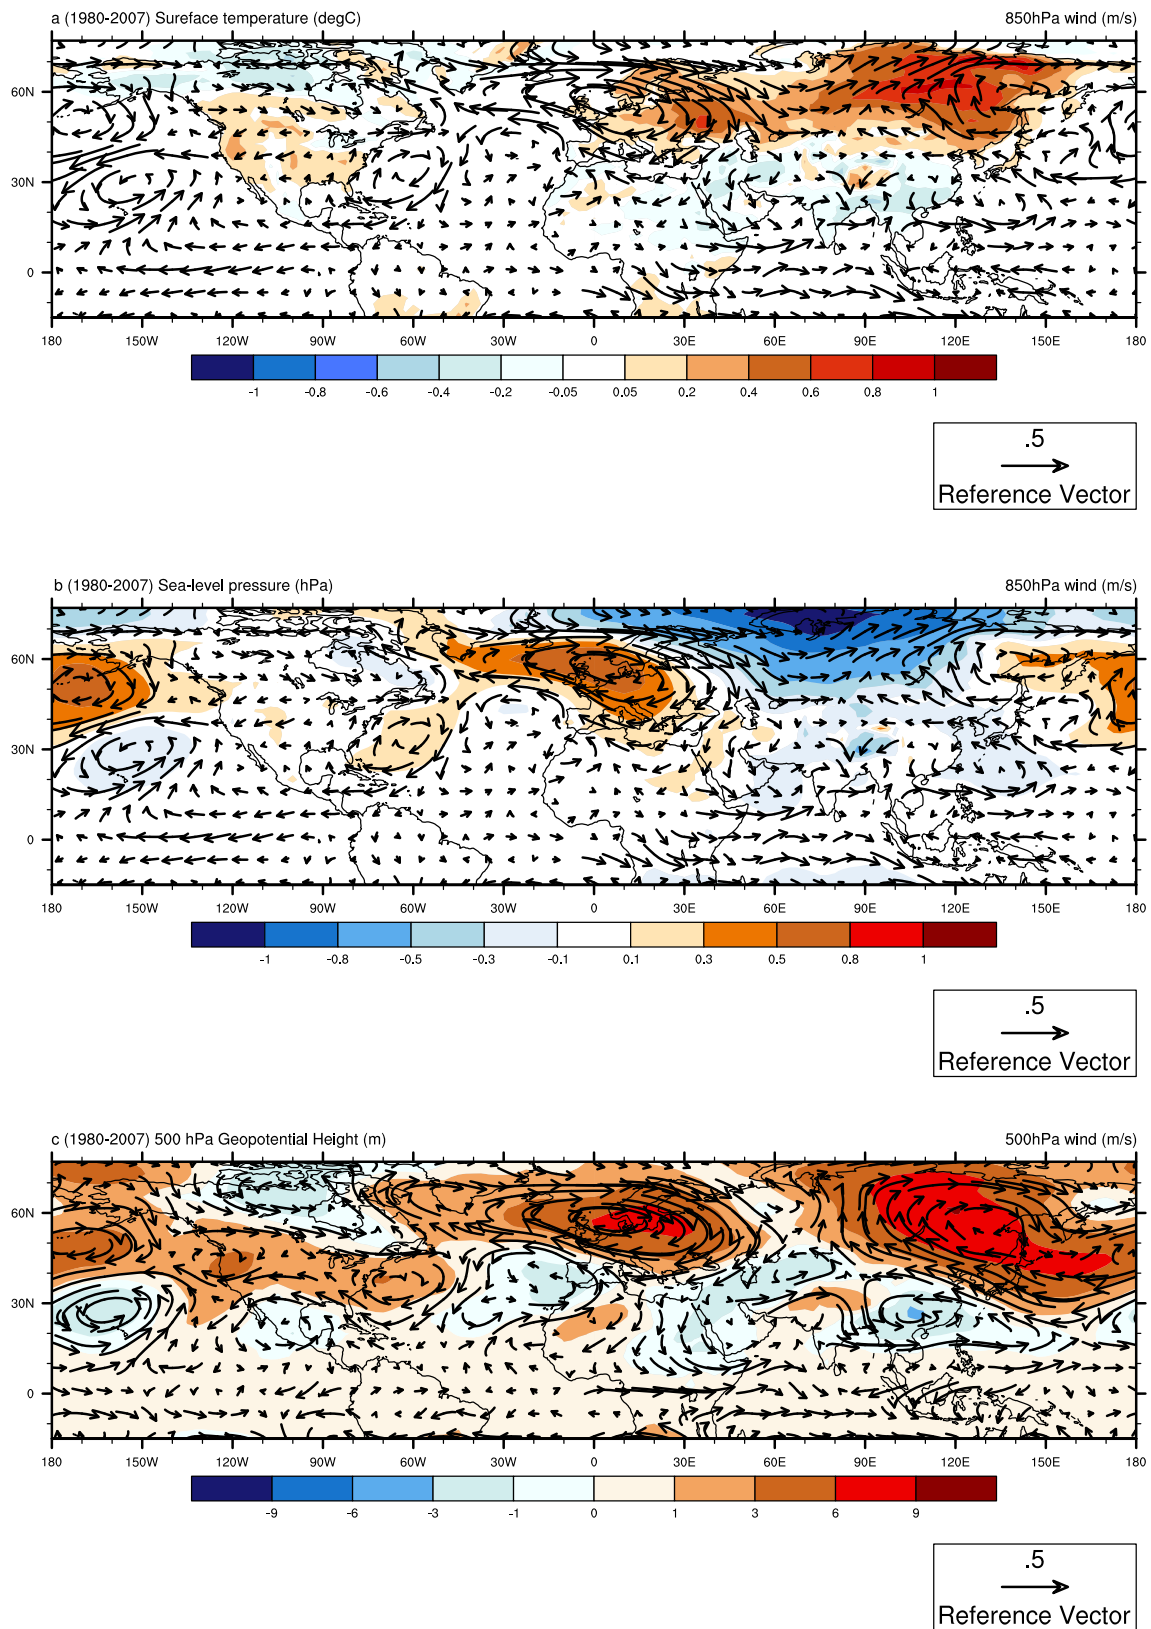 a (1980-2007) Sureface temperature (degC) 850hPa wind (m/s)
60N
30N
0
180 150W 120W 90W 60W 30W 0 30E 60E 90E 120E 150E 180
-1 -0.8 -0.6 -0.4 -0.2 -0.05 0.05 0.2 0.4 0.6 0.8 1
.5
Reference Vector
b (1980-2007) Sea-level pressure (hPa) 850hPa wind (m/s)
60N
30N
0
180 150W 120W 90W 60W 30W 0 30E 60E 90E 120E 150E 180
-1 -0.8 -0.5 -0.3 -0.1 0.1 0.3 0.5 0.8 1
.5
Reference Vector
c (1980-2007) 500 hPa Geopotential Height (m) 500hPa wind (m/s)
60N
30N
0
180 150W 120W 90W 60W 30W 0 30E 60E 90E 120E 150E 180
-9 -6 -3 -1 0 1 3 6 9
.5
Reference Vector